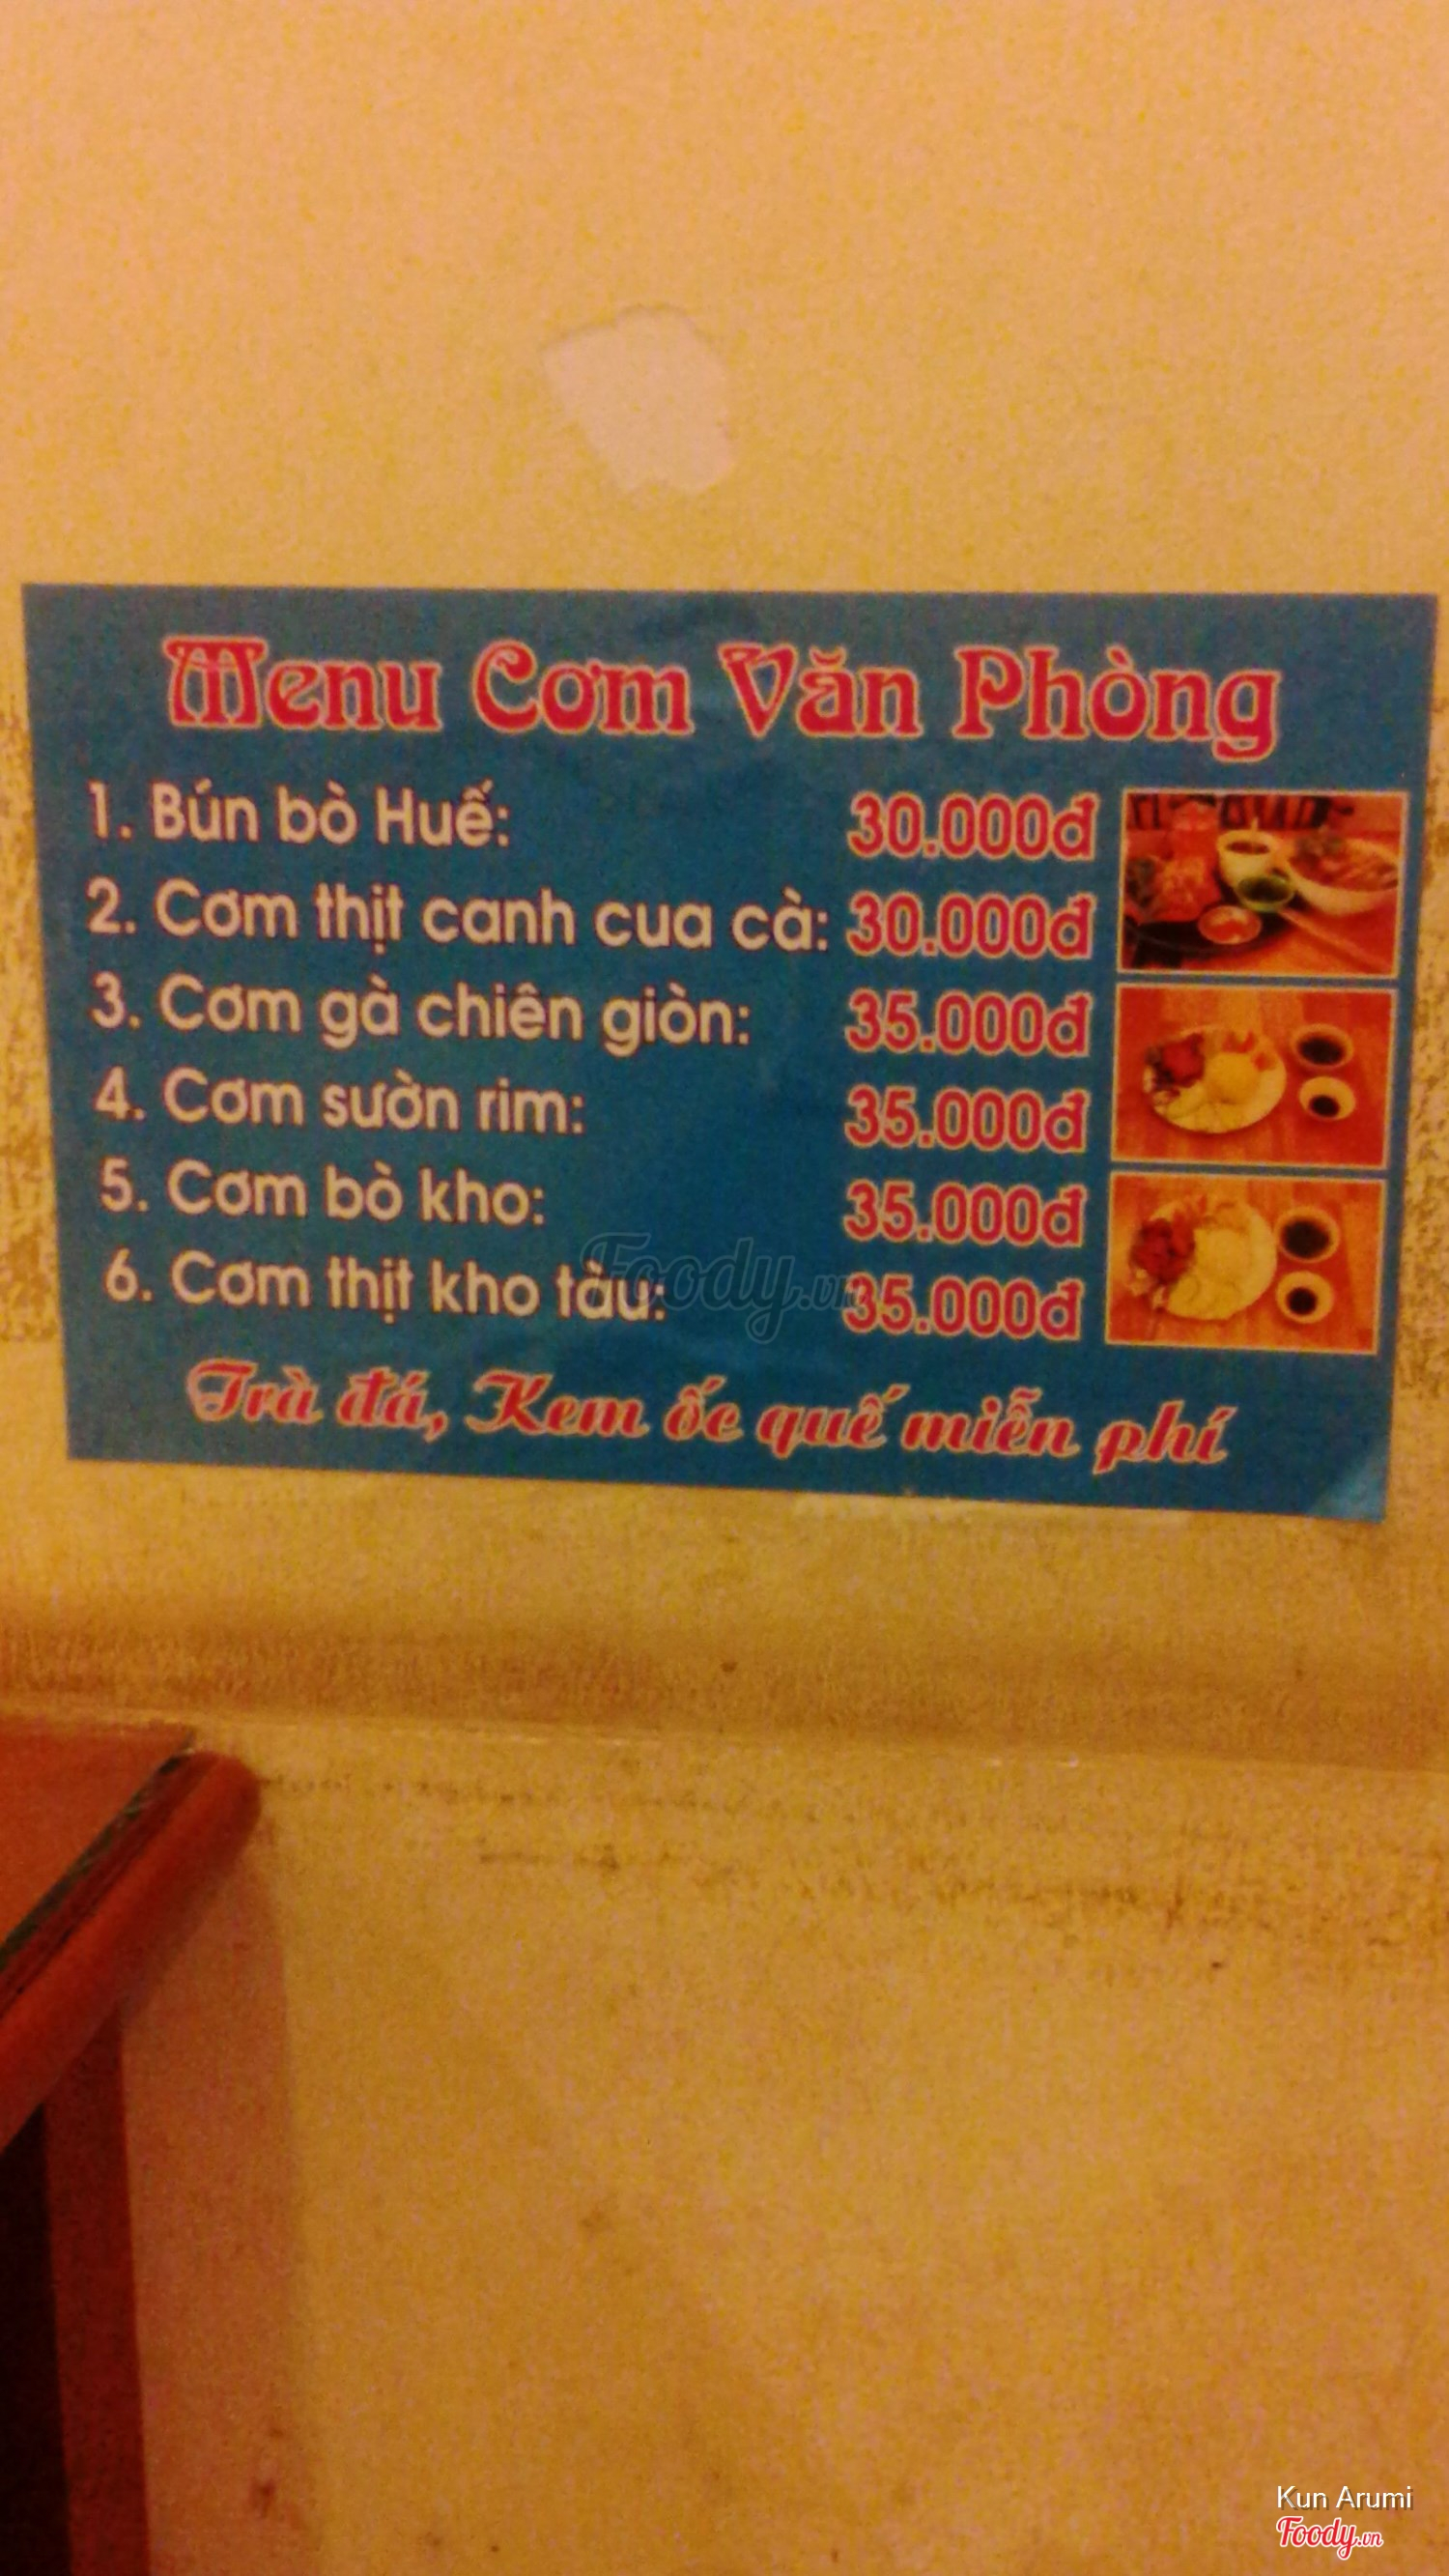 Menu Cơm Văn Phòng
1. Bún bò Huế: 30.000đ
2. Cơm thịt canh cua cà: 30.000đ
3. Cơm gà chiên giòn: 35.000đ
4. Cơm sườn rim: 35.000đ
5. Cơm bò kho: 35.000đ
6. Cơm thịt kho tàu: 35.000đ
Foody.vn
Trà đá, Kem ốc quế miễn phí
Kun Arumi
Foody.vn